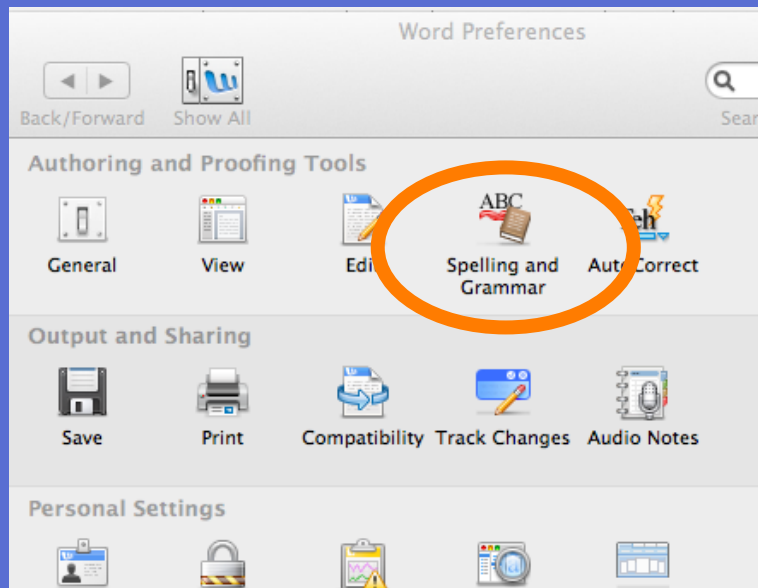 Word Preferences
Back/Forward Show All
Authoring and Proofing Tools
General View Spelling and Grammar
ABC
Output and Sharing
Save Print Compatibility Track Changes Audio Notes
Personal Settings